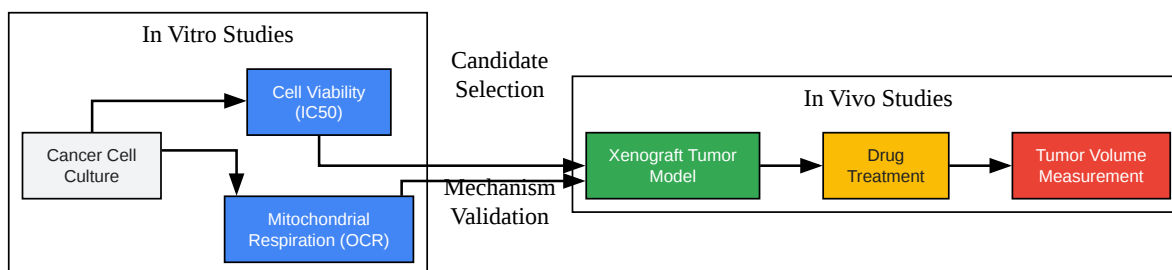 In Vitro Studies
Cell Viability
(IC50)
Cancer Cell
Culture
Mitochondrial
Respiration (OCR)
Candidate
Selection
Mechanism
Validation
In Vivo Studies
Xenograft Tumor
Model
Drug
Treatment
Tumor Volume
Measurement